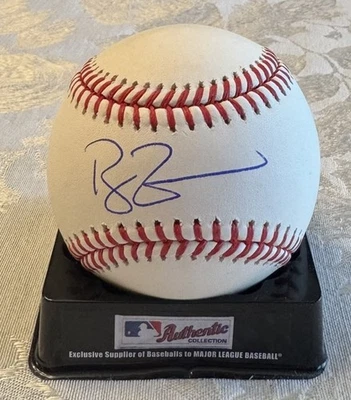 Authentic
COLLECTION
Exclusive Supplier of Baseballs to MAJOR LEAGUE BASEBALL®